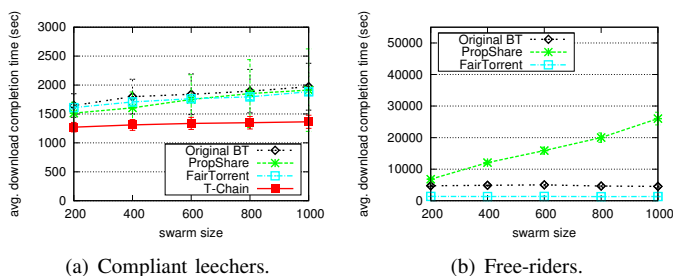 avg. download completion time (sec)
3000
2500
2000
1500
1000
500
0
Original BT
PropShare
FairTorrent
T-Chain
200
400
600
800
1000
swarm size
(a) Compliant leechers.
avg. download completion time (sec)
50000
40000
30000
20000
10000
0
Original BT
PropShare
FairTorrent
200
400
600
800
1000
swarm size
(b) Free-riders.